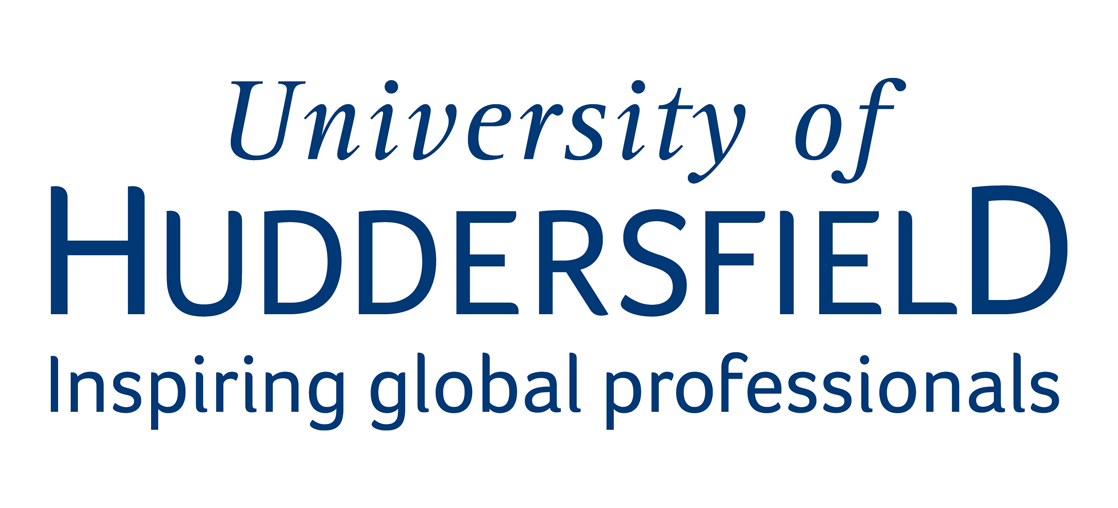 University of
HUDDERSFIELD
Inspiring global professionals